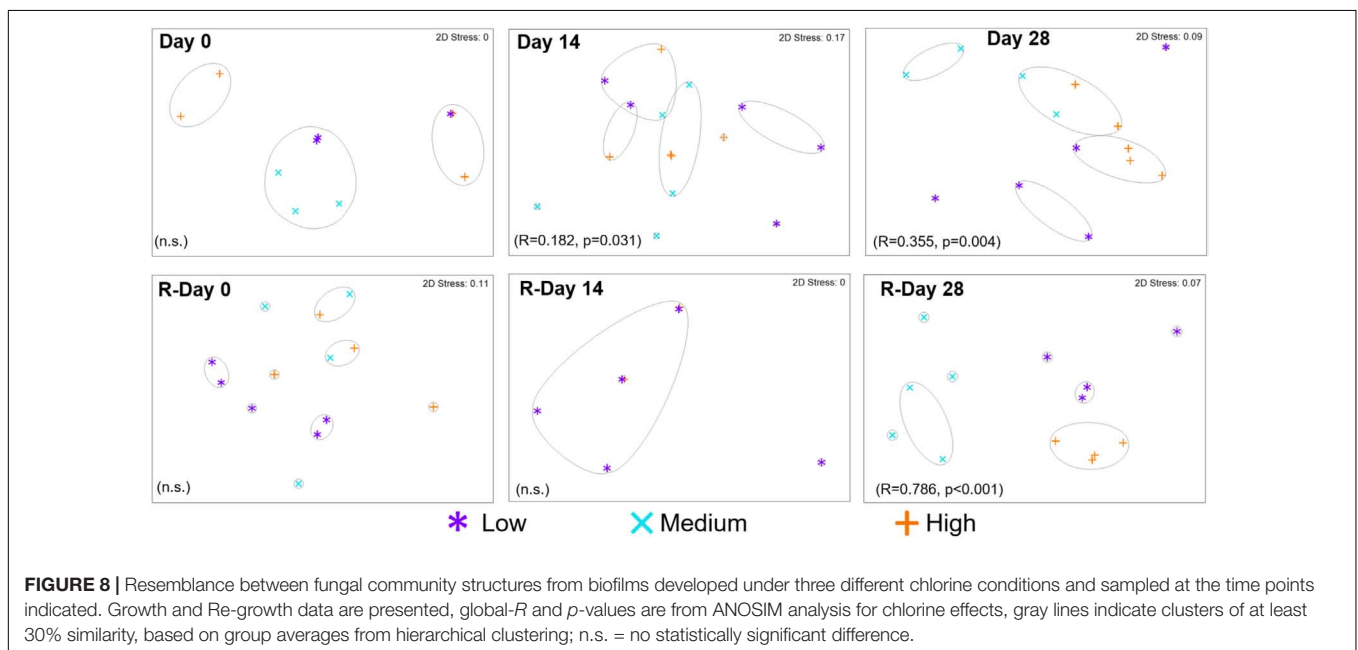 Day 0
2D Stress: 0
(n.s.)
Day 14
2D Stress: 0.17
(R=0.182, p=0.031)
Day 28
2D Stress: 0.09
(R=0.355, p=0.004)
R-Day 0
2D Stress: 0.11
(n.s.)
R-Day 14
2D Stress: 0
(n.s.)
R-Day 28
2D Stress: 0.07
(R=0.786, p<0.001)
Low Medium High
FIGURE 8 | Resemblance between fungal community structures from biofilms developed under three different chlorine conditions and sampled at the time points
indicated. Growth and Re-growth data are presented, global-R and p-values are from ANOSIM analysis for chlorine effects, gray lines indicate clusters of at least
30% similarity, based on group averages from hierarchical clustering; n.s. = no statistically significant difference.